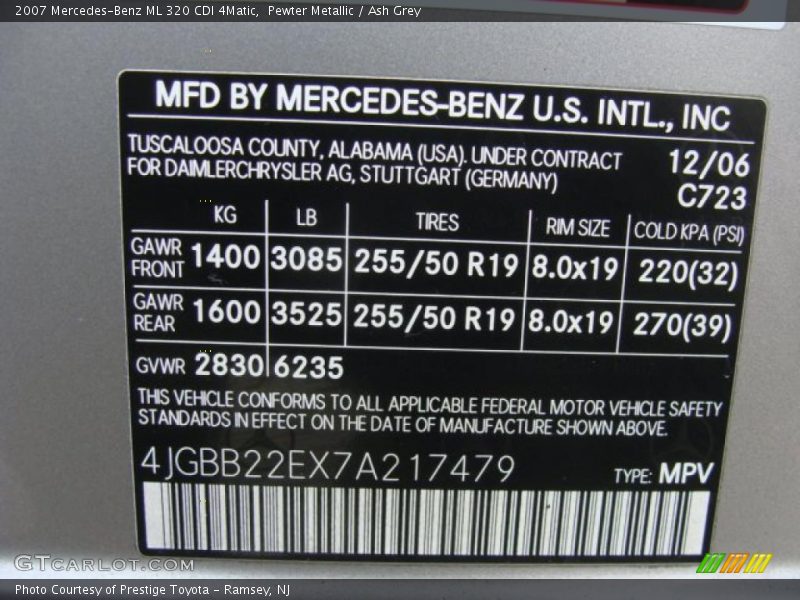 2007 Mercedes-Benz ML 320 CDI 4Matic,  Pewter Metallic / Ash Grey
MFD BY MERCEDES-BENZ U.S. INTL., INC
TUSCALOOSA COUNTY, ALABAMA (USA). UNDER CONTRACT 12/06
FOR DAIMLERCHRYSLER AG, STUTTGART (GERMANY) C723
KG LB TIRES RIM SIZE COLD KPA (PSI)
GAWR FRONT 1400 3085 255/50 R19 8.0x19 220(32)
GAWR REAR 1600 3525 255/50 R19 8.0x19 270(39)
GVWR 2830 6235
THIS VEHICLE CONFORMS TO ALL APPLICABLE FEDERAL MOTOR VEHICLE SAFETY
STANDARDS IN EFFECT ON THE DATE OF MANUFACTURE SHOWN ABOVE.
4JGBB22EX7A217479 TYPE: MPV
GTCARLOT.COM
Photo Courtesy of Prestige Toyota - Ramsey, NJ